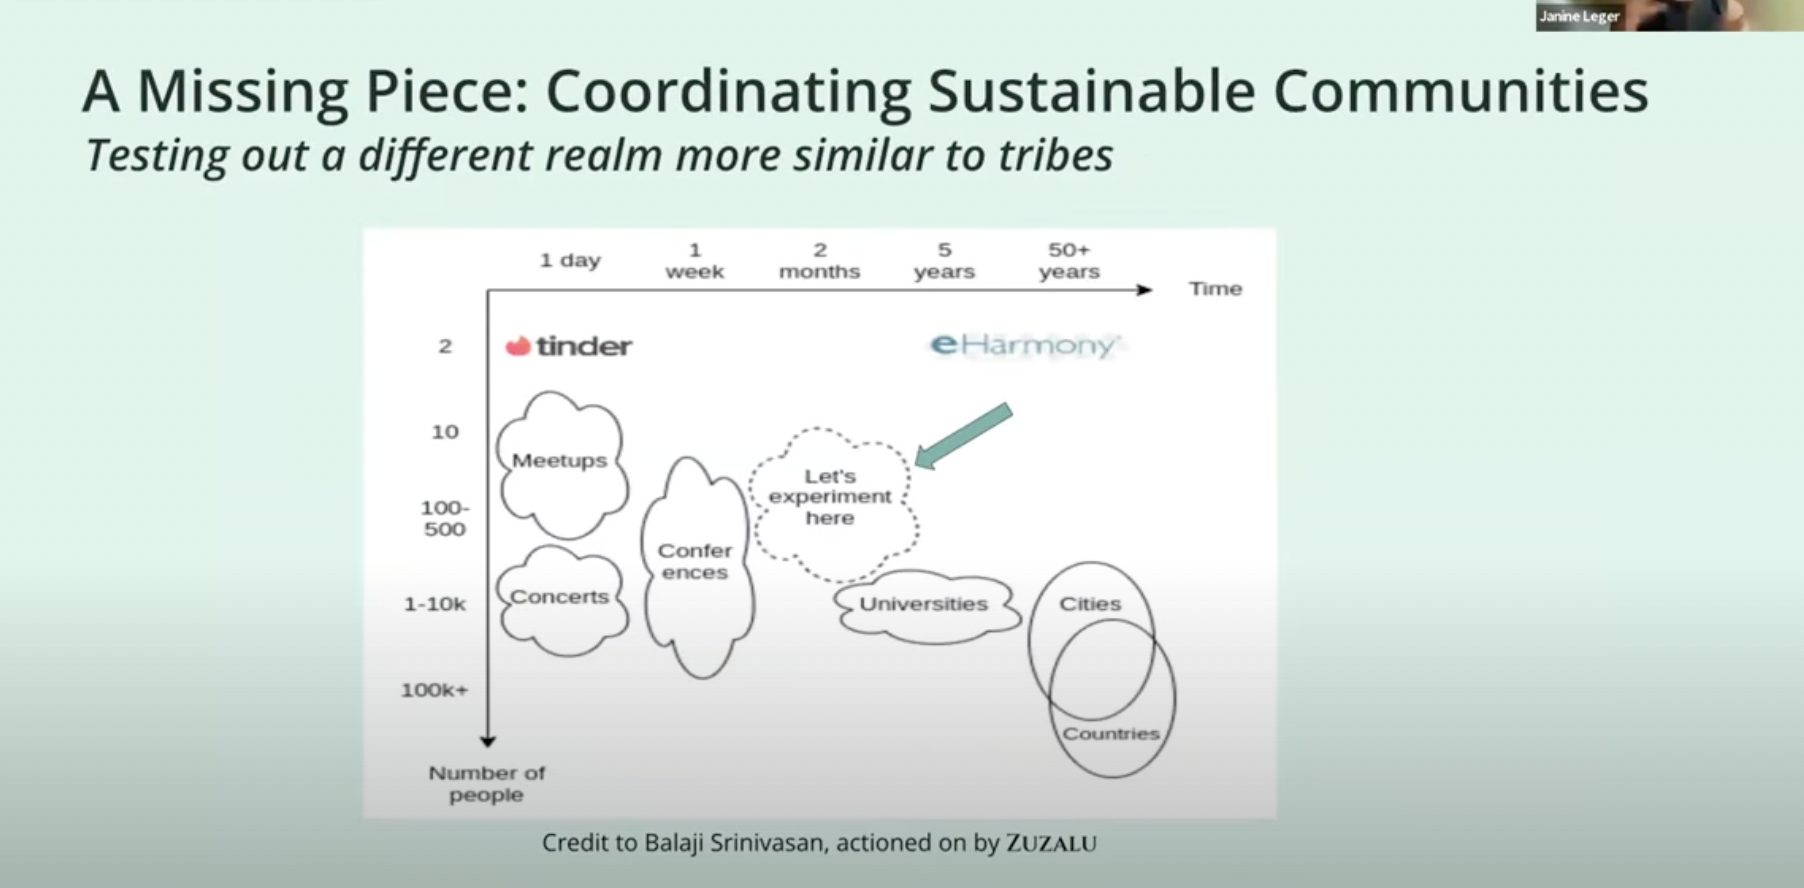 Janine Leger
A Missing Piece: Coordinating Sustainable Communities
Testing out a different realm more similar to tribes
1 day
1
week
2
months
5
years
50+
years
Time
2
tinder
eHarmony
10
Meetups
Let's
experiment
here
100-
500
Confer
ences
1-10k
Concerts
Universities
Cities
100k+
Countries
Number of
people
Credit to Balaji Srinivasan, actioned on by ZUZALU